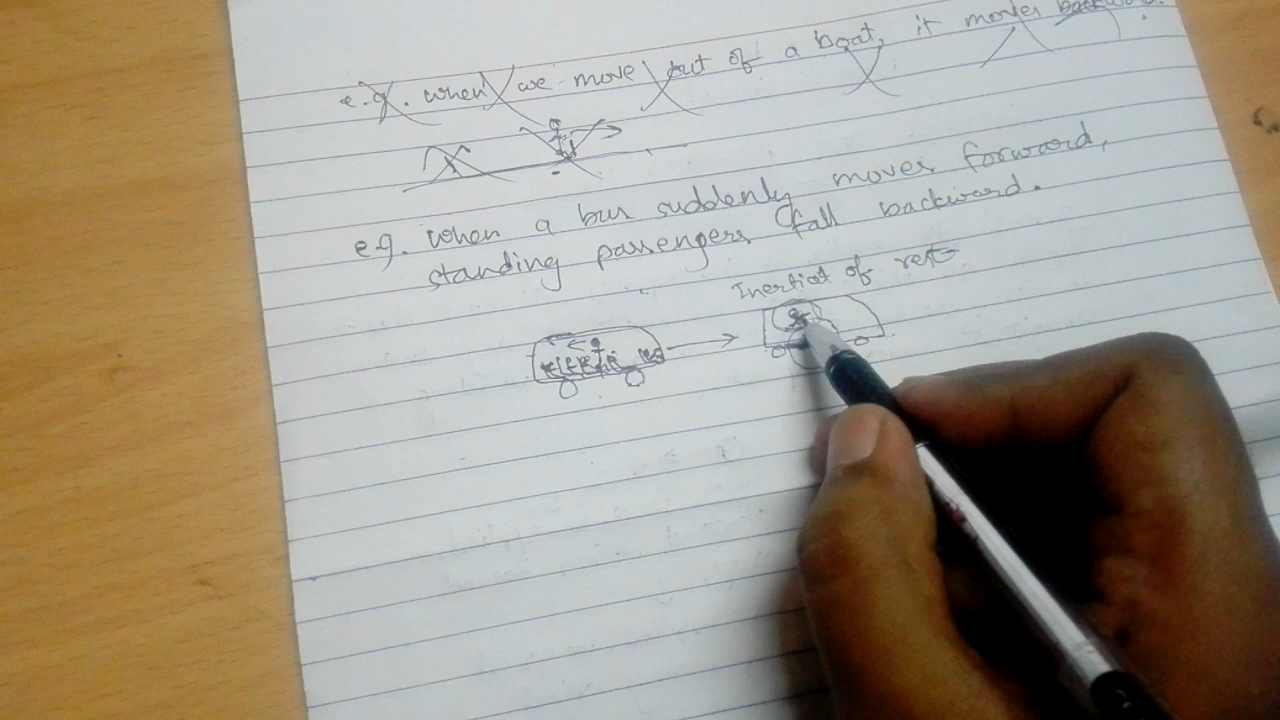 e.g. when we move out of a boat, it moves backward.
e.g. when a bus suddenly moves forward,
standing passengers fall backward.
Inertiat of rest